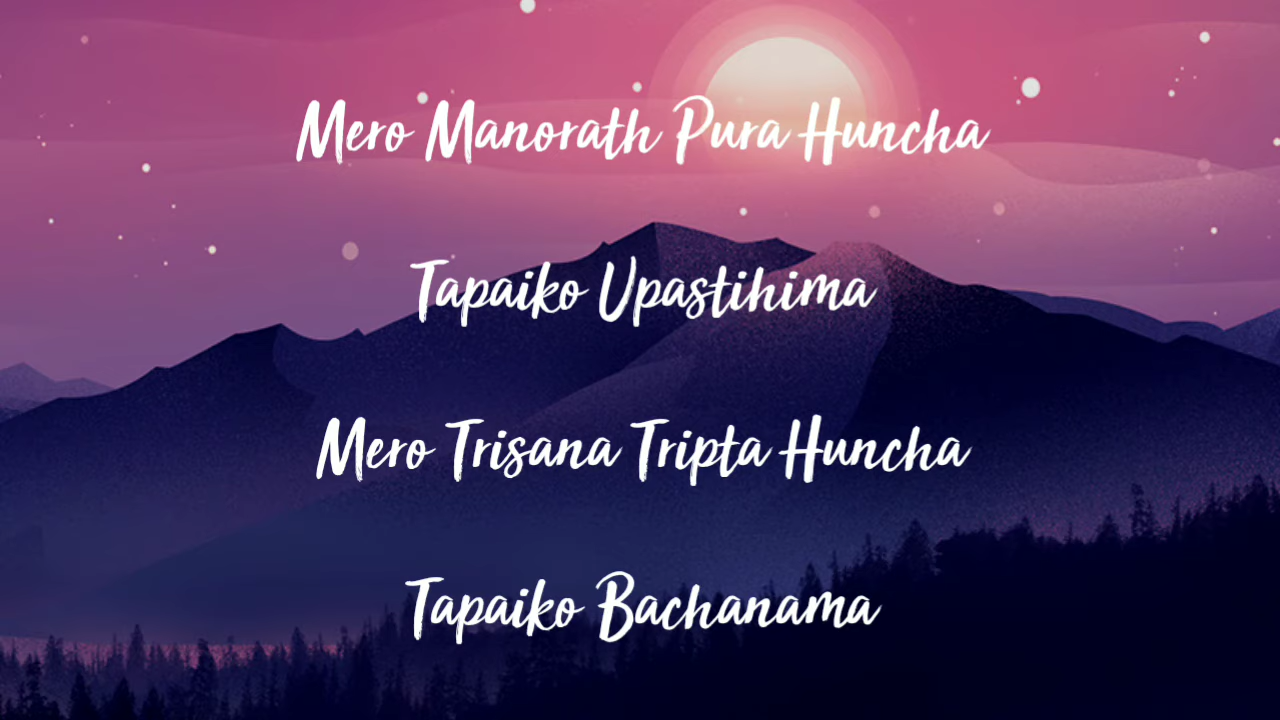 Mero Manorath Pura Huncha
Tapaiko Upastihima
Mero Trisana Tripta Huncha
Tapaiko Bachanama